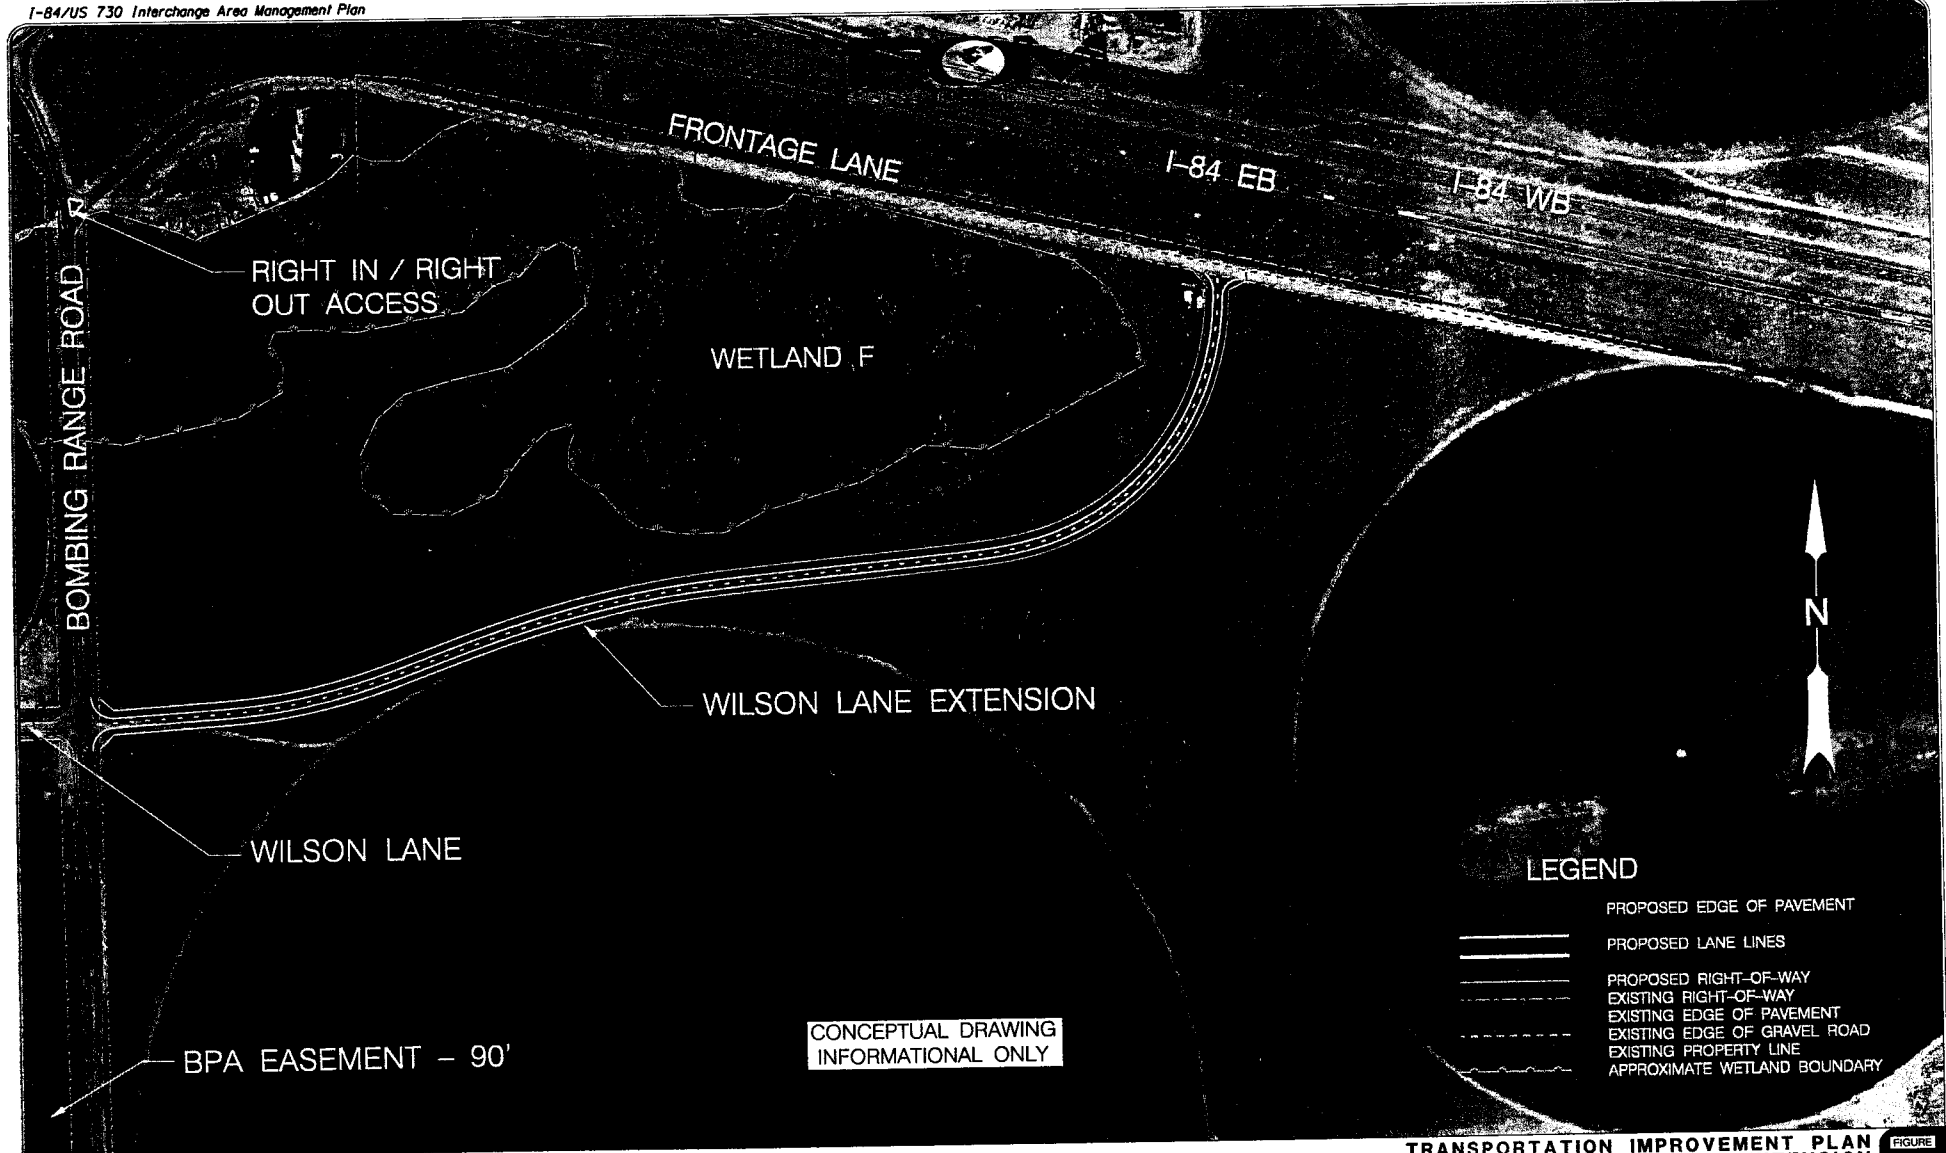 I-84/US 730 Interchange Area Management Plan
FRONTAGE LANE
I-84 EB
I-84 WB
RIGHT IN / RIGHT
OUT ACCESS
BOMBING RANGE ROAD
WETLAND F
WILSON LANE EXTENSION
N
WILSON LANE
LEGEND
PROPOSED EDGE OF PAVEMENT
PROPOSED LANE LINES
PROPOSED RIGHT-OF-WAY
EXISTING RIGHT-OF-WAY
EXISTING EDGE OF PAVEMENT
EXISTING EDGE OF GRAVEL ROAD
EXISTING PROPERTY LINE
APPROXIMATE WETLAND BOUNDARY
CONCEPTUAL DRAWING
INFORMATIONAL ONLY
BPA EASEMENT - 90'
TRANSPORTATION IMPROVEMENT PLAN
FIGURE